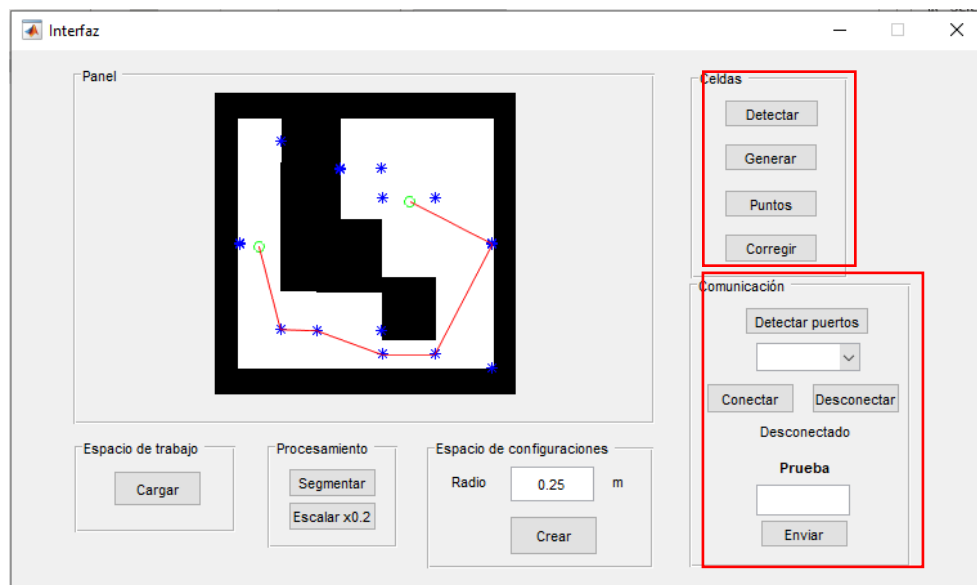 Interfaz
Panel
Celdas
Detectar
Generar
Puntos
Corregir
Comunicación
Detectar puertos
Conectar
Desconectar
Desconectado
Prueba
Enviar
Espacio de trabajo
Cargar
Procesamiento
Segmentar
Escalar x0.2
Espacio de configuraciones
Radio
0.25
m
Crear